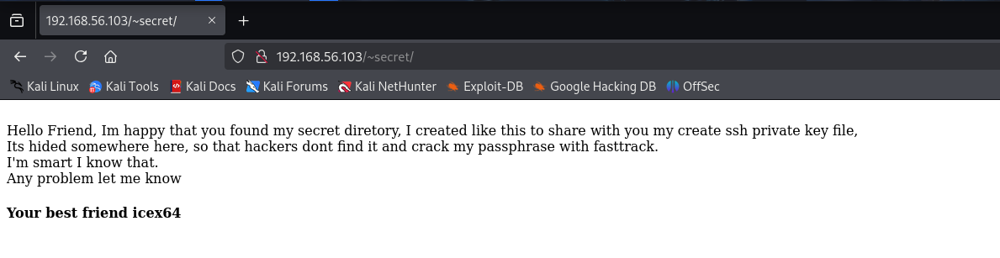 192.168.56.103/~secret/
192.168.56.103/~secret/
Kali Linux Kali Tools Kali Docs Kali Forums Kali NetHunter Exploit-DB Google Hacking DB OffSec
Hello Friend, Im happy that you found my secret diretory, I created like this to share with you my create ssh private key file,
Its hided somewhere here, so that hackers dont find it and crack my passphrase with fasttrack.
I'm smart I know that.
Any problem let me know
Your best friend icex64